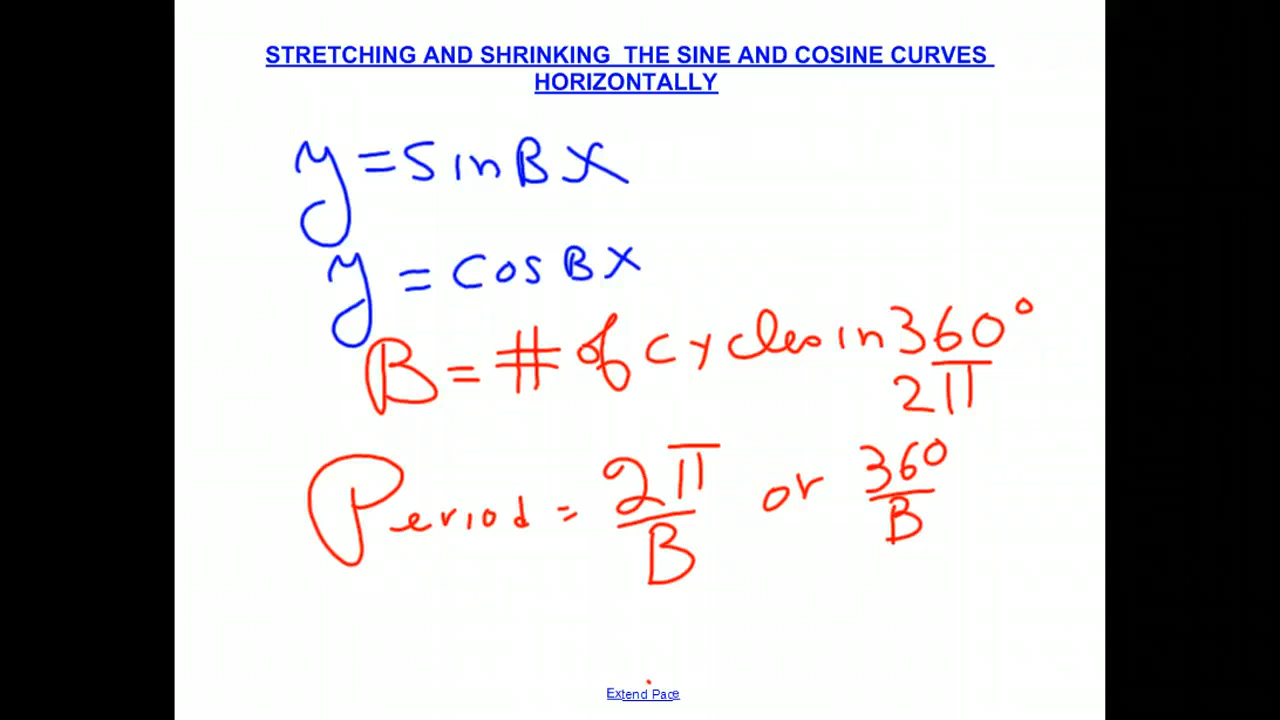 STRETCHING AND SHRINKING THE SINE AND COSINE CURVES
HORIZONTALLY
y = sin BX
y = cos BX
B = # of cycles in 360°
2π
Period = 2π/B or 360/B
Extend Page